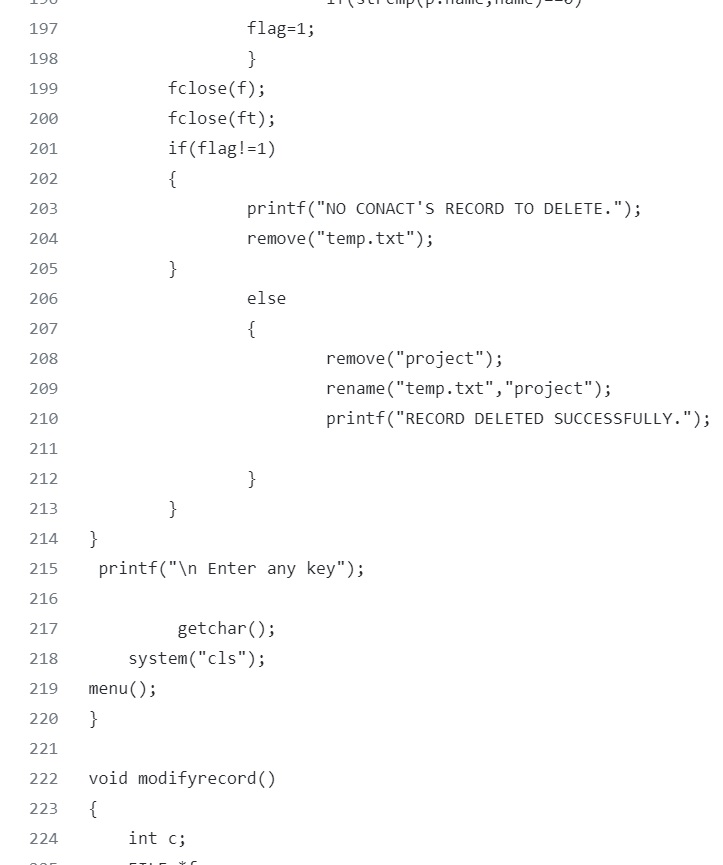 197 flag=1;
198 }
199 fclose(f);
200 fclose(ft);
201 if(flag!=1)
202 {
203 printf("NO CONACT'S RECORD TO DELETE.");
204 remove("temp.txt");
205 }
206 else
207 {
208 remove("project");
209 rename("temp.txt","project");
210 printf("RECORD DELETED SUCCESSFULLY.");
211
212 }
213 }
214 }
215 printf("\n Enter any key");
216
217 getchar();
218 system("cls");
219 menu();
220 }
221
222 void modifyrecord()
223 {
224 int c;